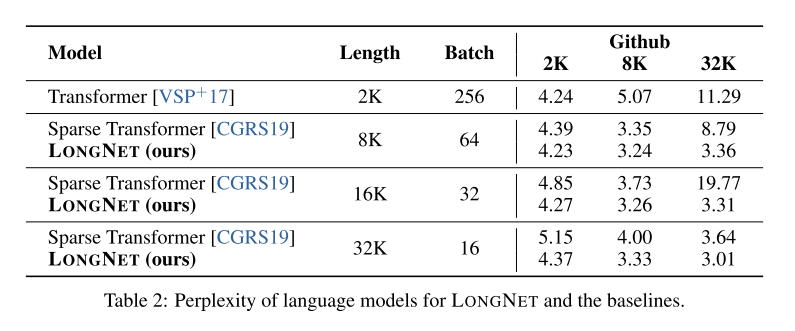 Github
Model Length Batch 2K 8K 32K
Transformer [VSP+17] 2K 256 4.24 5.07 11.29
Sparse Transformer [CGRS19] 8K 64 4.39 3.35 8.79
LONGNET (ours) 4.23 3.24 3.36
Sparse Transformer [CGRS19] 16K 32 4.85 3.73 19.77
LONGNET (ours) 4.27 3.26 3.31
Sparse Transformer [CGRS19] 32K 16 5.15 4.00 3.64
LONGNET (ours) 4.37 3.33 3.01
Table 2: Perplexity of language models for LONGNET and the baselines.